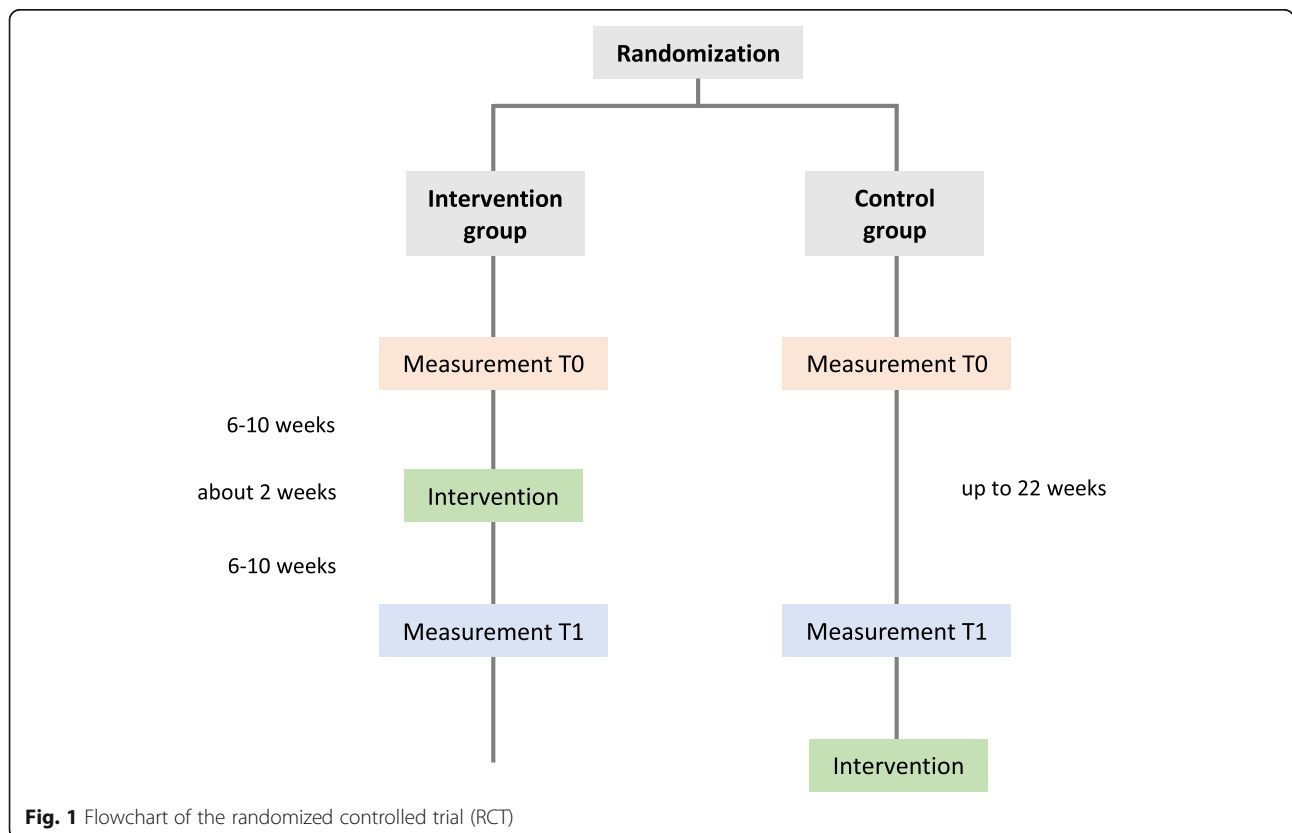 Randomization
Intervention
group
Control
group
Measurement T0
Measurement T0
6-10 weeks
about 2 weeks
Intervention
up to 22 weeks
6-10 weeks
Measurement T1
Measurement T1
Intervention
Fig. 1 Flowchart of the randomized controlled trial (RCT)